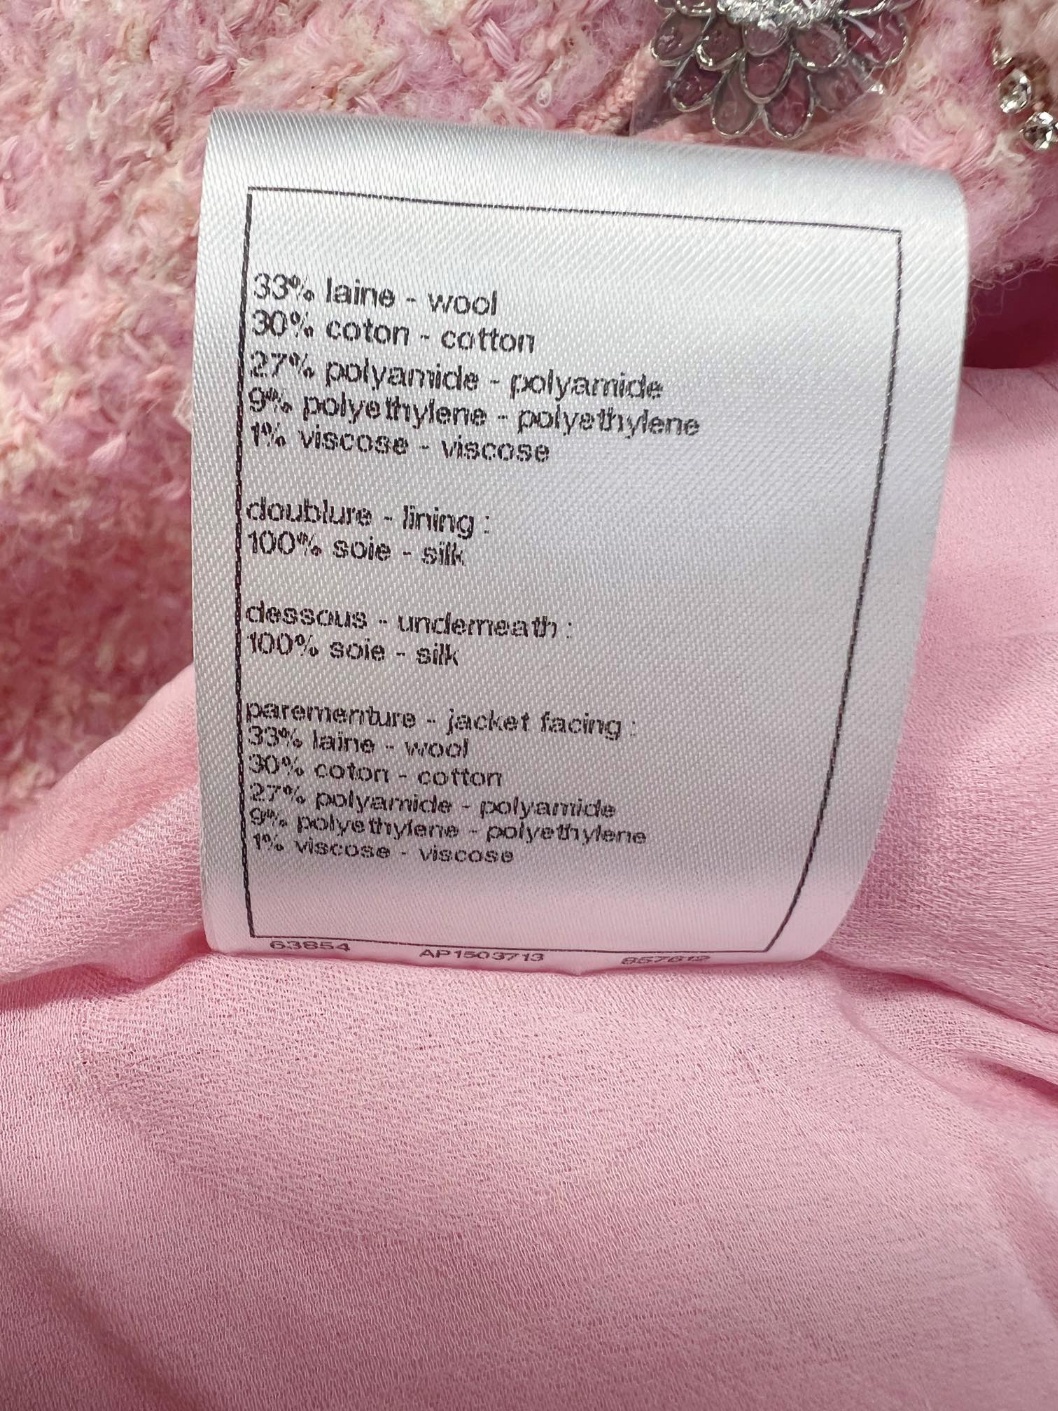 33% laine - wool
30% coton - cotton
27% polyamide - polyamide
9% polyethylene - polyethylene
1% viscose - viscose
doublure - lining :
100% soie - silk
dessous - underneath :
100% soie - silk
parementure - jacket facing :
33% laine - wool
30% coton - cotton
27% polyamide - polyamide
9% polyethylene - polyethylene
1% viscose - viscose
63854 AP1503713 857612